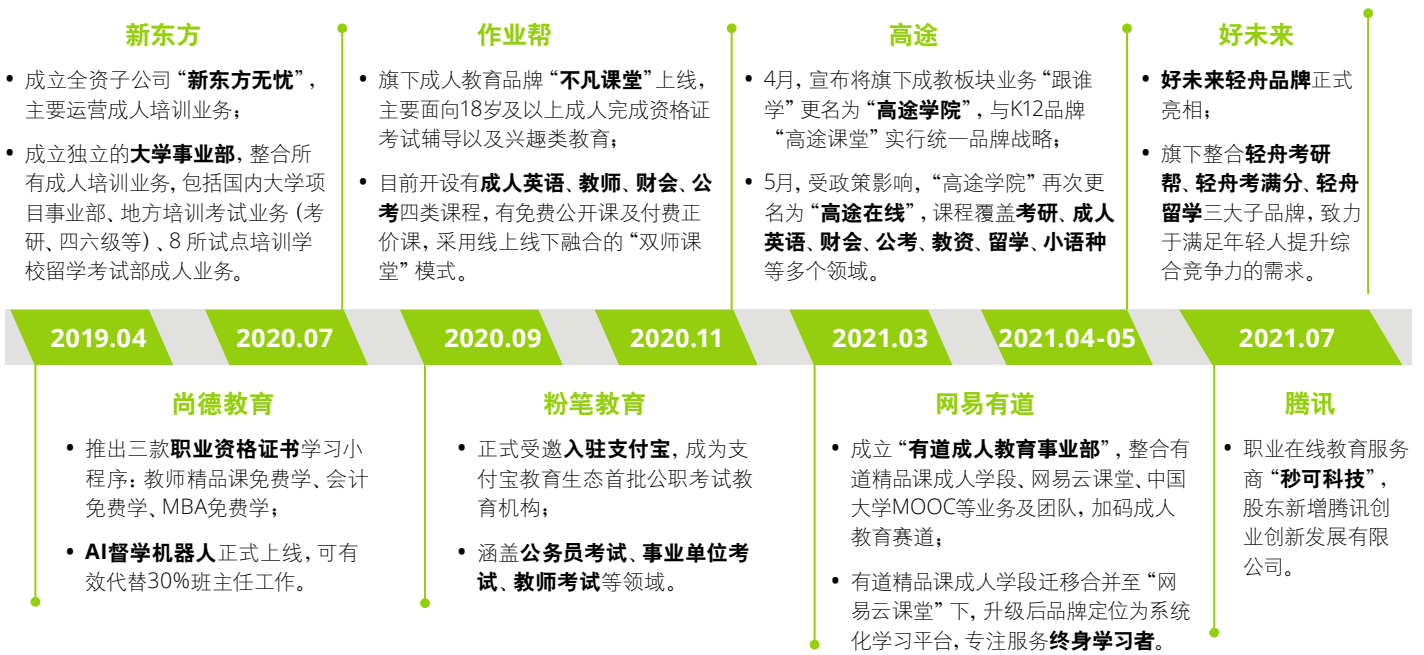 新东方
• 成立全资子公司“新东方无忧”，
主要运营成人培训业务；
• 成立独立的大学事业部，整合所
有成人培训业务，包括国内大学项
目事业部、地方培训考试业务（考
研、四六级等）、8 所试点培训学
校留学考试部成人业务。
作业帮
• 旗下成人教育品牌“不凡课堂”上线，
主要面向18岁及以上成人完成资格证
考试辅导以及兴趣类教育；
• 目前开设有成人英语、教师、财会、公
考四类课程，有免费公开课及付费正
价课，采用线上线下融合的“双师课
堂”模式。
高途
• 4月，宣布将旗下成教板块业务“跟谁
学”更名为“高途学院”，与K12品牌
“高途课堂”实行统一品牌战略；
• 5月，受政策影响，“高途学院”再次更
名为“高途在线”，课程覆盖考研、成人
英语、财会、公考、教资、留学、小语种
等多个领域。
好未来
• 好未来轻舟品牌正式
亮相；
• 旗下整合轻舟考研
帮、轻舟考满分、轻舟
留学三大子品牌，致力
于满足年轻人提升综
合竞争力的需求。
2019.04
2020.07
2020.09
2020.11
2021.03
2021.04-05
2021.07
尚德教育
• 推出三款职业资格证书学习小
程序：教师精品课免费学、会计
免费学、MBA免费学；
• AI督学机器人正式上线，可有
效代替30%班主任工作。
粉笔教育
• 正式受邀入驻支付宝，成为支
付宝教育生态首批公职考试教
育机构；
• 涵盖公务员考试、事业单位考
试、教师考试等领域。
网易有道
• 成立“有道成人教育事业部”，整合有
道精品课成人学段、网易云课堂、中国
大学MOOC等业务及团队，加码成人
教育赛道；
• 有道精品课成人学段迁移合并至“网
易云课堂”下，升级后品牌定位为系统
化学习平台，专注服务终身学习者。
腾讯
• 职业在线教育服务
商“秒可科技”，
股东新增腾讯创
业创新发展有限
公司。